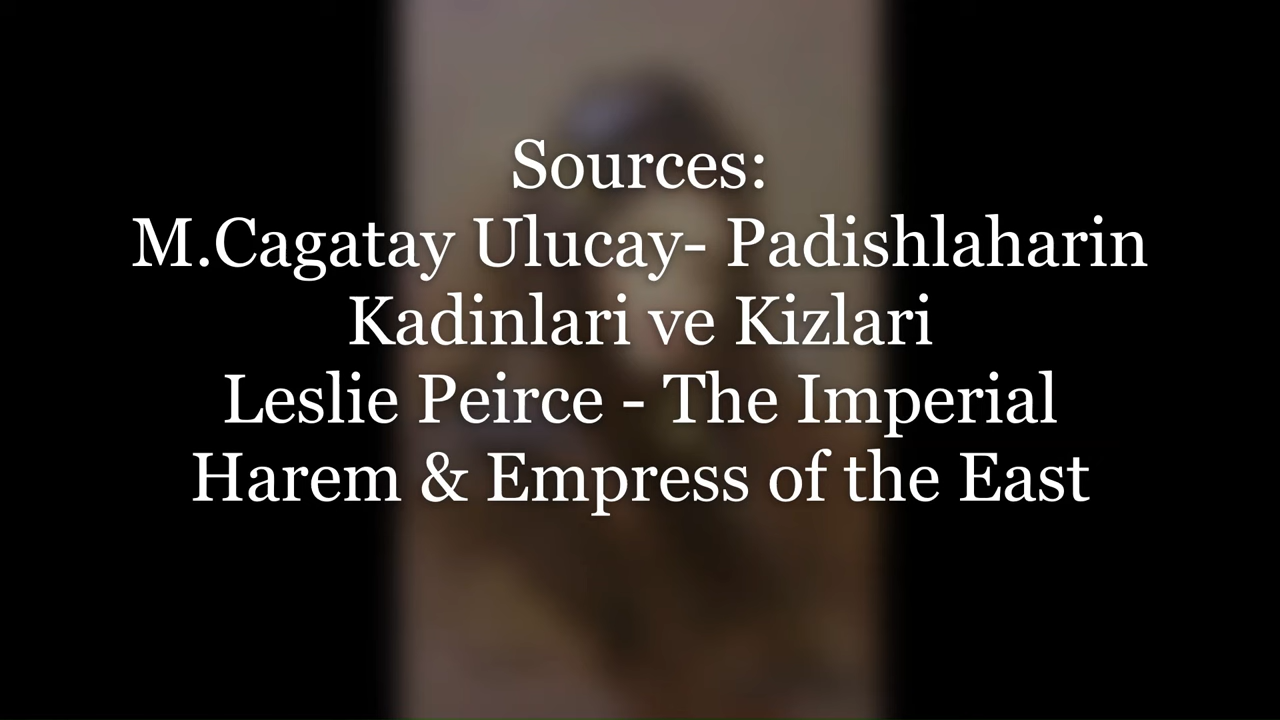 Sources:
M.Cagatay Ulucay- Padishlaharin
Kadinlari ve Kizlari
Leslie Peirce - The Imperial
Harem & Empress of the East